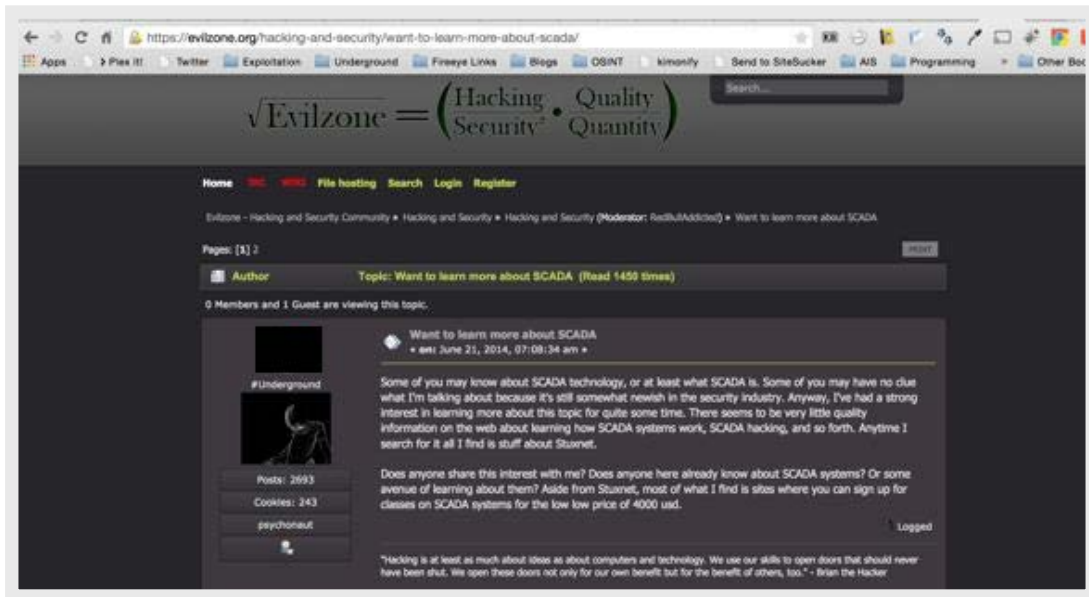 https://evilzone.org/hacking-and-security/want-to-learn-more-about-scada/
Apps
Plex It!
Twitter
Exploitation
Underground
Fireeye Links
Blogs
OSINT
kimonify
Send to SiteSucker
AIS
Programming
»
Other Boo
√Evilzone = (Hacking/Security² • Quality/Quantity)
Search...
Home
File hosting
Search
Login
Register
Evilzone - Hacking and Security Community » Hacking and Security » Hacking and Security (Moderator: RedBullAddicted) » Want to learn more about SCADA
Pages: [1] 2
PRINT
Author
Topic: Want to learn more about SCADA (Read 1450 times)
0 Members and 1 Guest are viewing this topic.
Want to learn more about SCADA
« on: June 21, 2014, 07:08:34 am »
#Underground
Some of you may know about SCADA technology, or at least what SCADA is. Some of you may have no clue
what I'm talking about because it's still somewhat newish in the security industry. Anyway, I've had a strong
interest in learning more about this topic for quite some time. There seems to be very little quality
information on the web about learning how SCADA systems work, SCADA hacking, and so forth. Anytime I
search for it all I find is stuff about Stuxnet.
Posts: 2693
Cookies: 243
psychonaut
Does anyone share this interest with me? Does anyone here already know about SCADA systems? Or some
avenue of learning about them? Aside from Stuxnet, most of what I find is sites where you can sign up for
classes on SCADA systems for the low low price of 4000 usd.
Logged
"Hacking is at least as much about ideas as about computers and technology. We use our skills to open doors that should never
have been shut. We open these doors not only for our own benefit but for the benefit of others, too." - Brian the Hacker